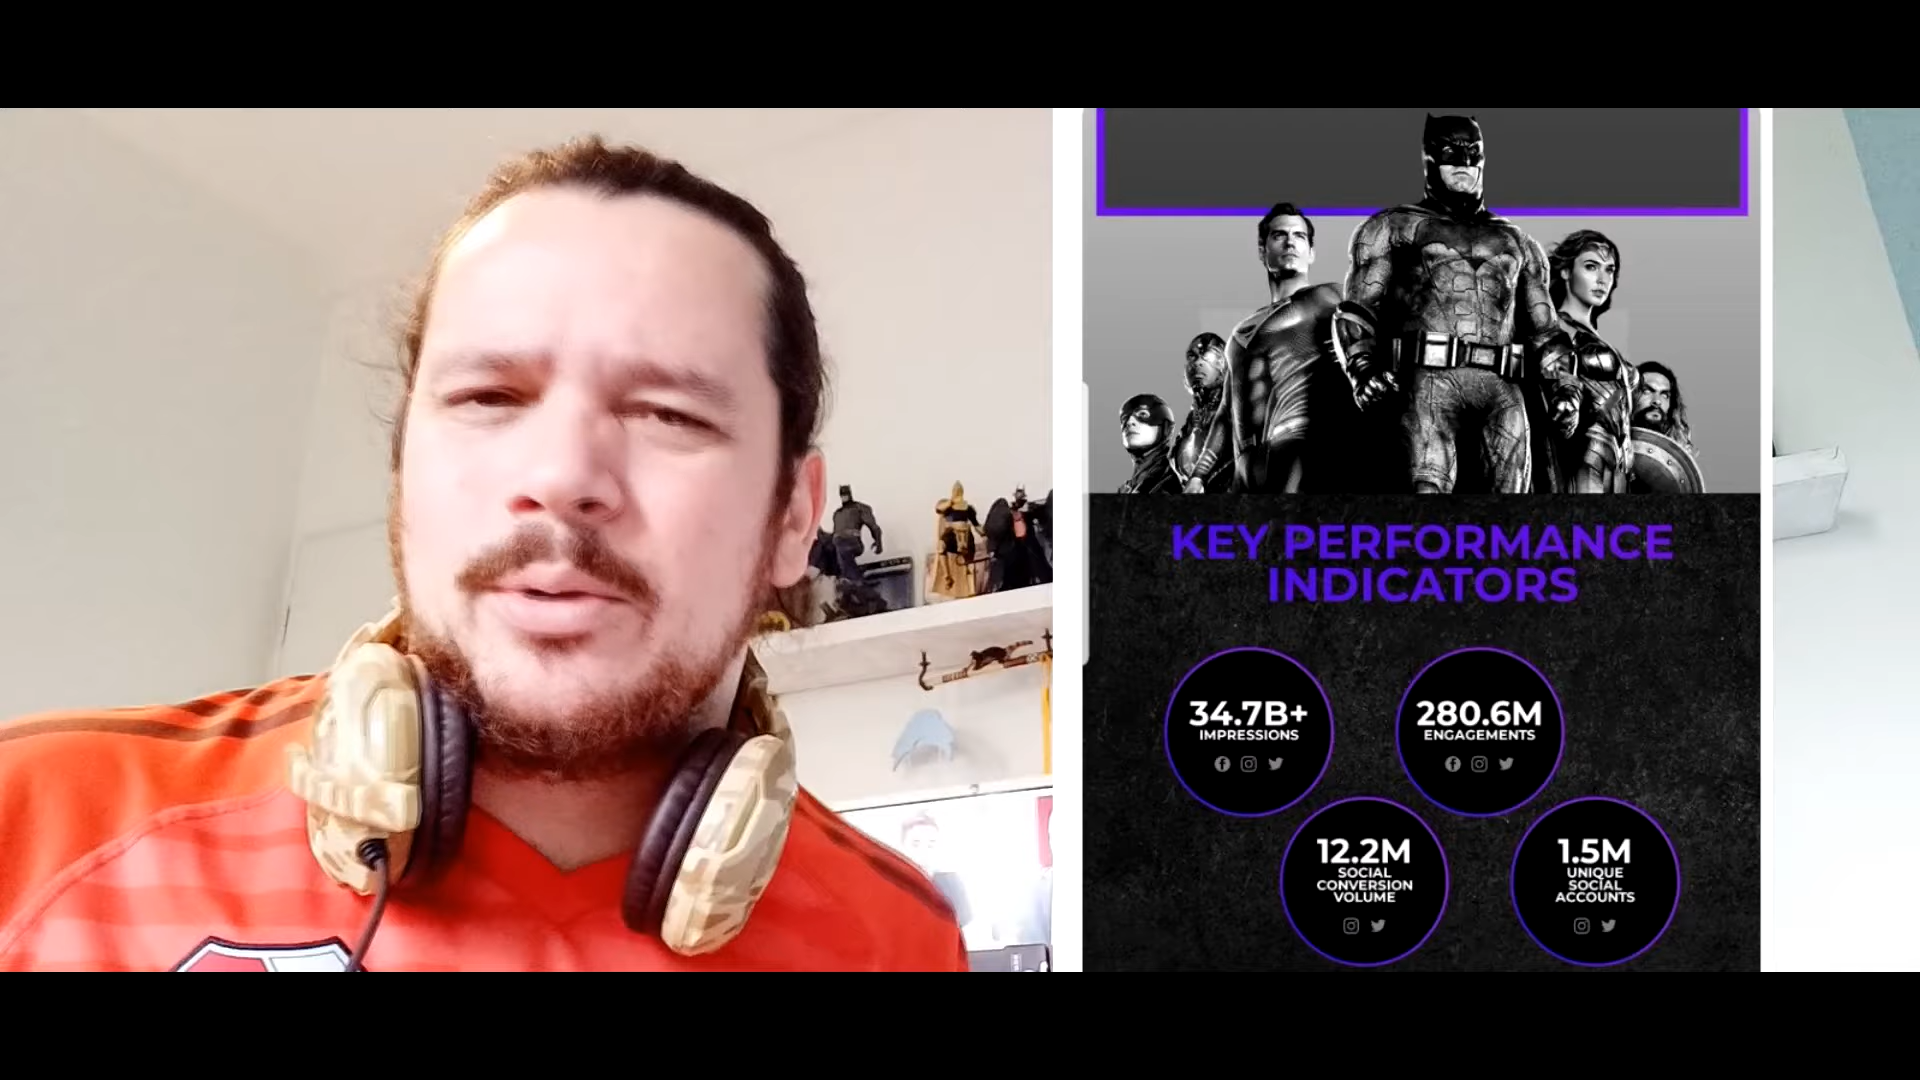 KEY PERFORMANCE
INDICATORS
34.7B+
IMPRESSIONS
280.6M
ENGAGEMENTS
12.2M
SOCIAL
CONVERSION
VOLUME
1.5M
UNIQUE
SOCIAL
ACCOUNTS